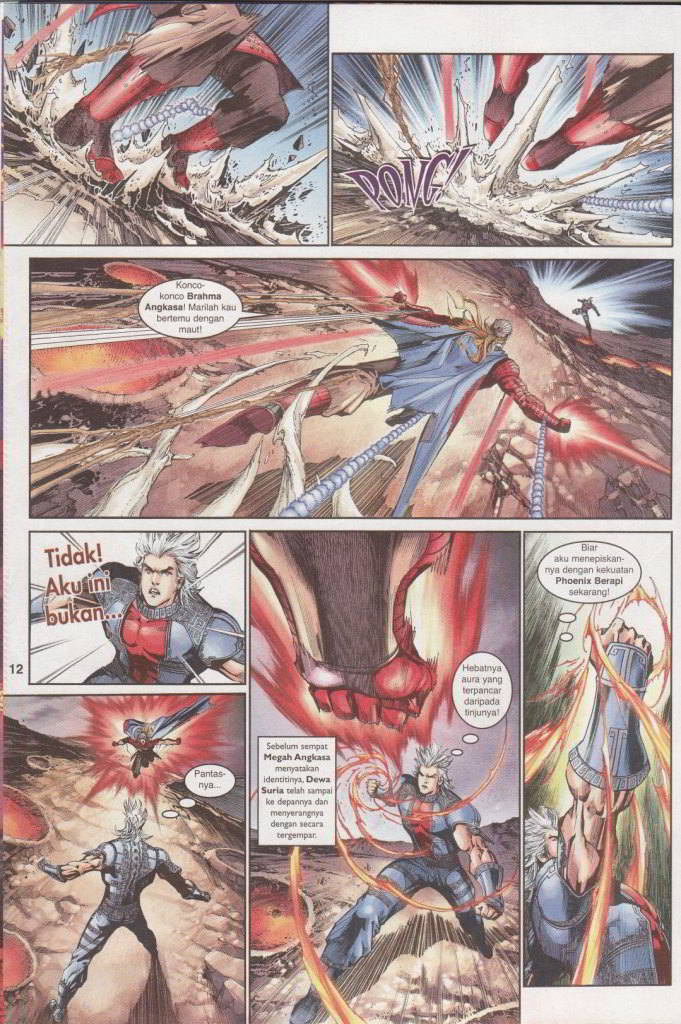 PONG!
Konco-
konco Brahma
Angkasa! Marilah kau
bertemu dengan
maut!
Tidak!
Aku ini
bukan...
12
Pantas-
nya...
Hebatnya
aura yang
terpancar
daripada
tinjunya!
Sebelum sempat
Megah Angkasa
menyatakan
identitinya, Dewa
Suria telah sampai
ke depannya dan
menyerangnya
dengan secara
tergempar.
Biar
aku menepiskan-
nya dengan kekuatan
Phoenix Berapi
sekarang!